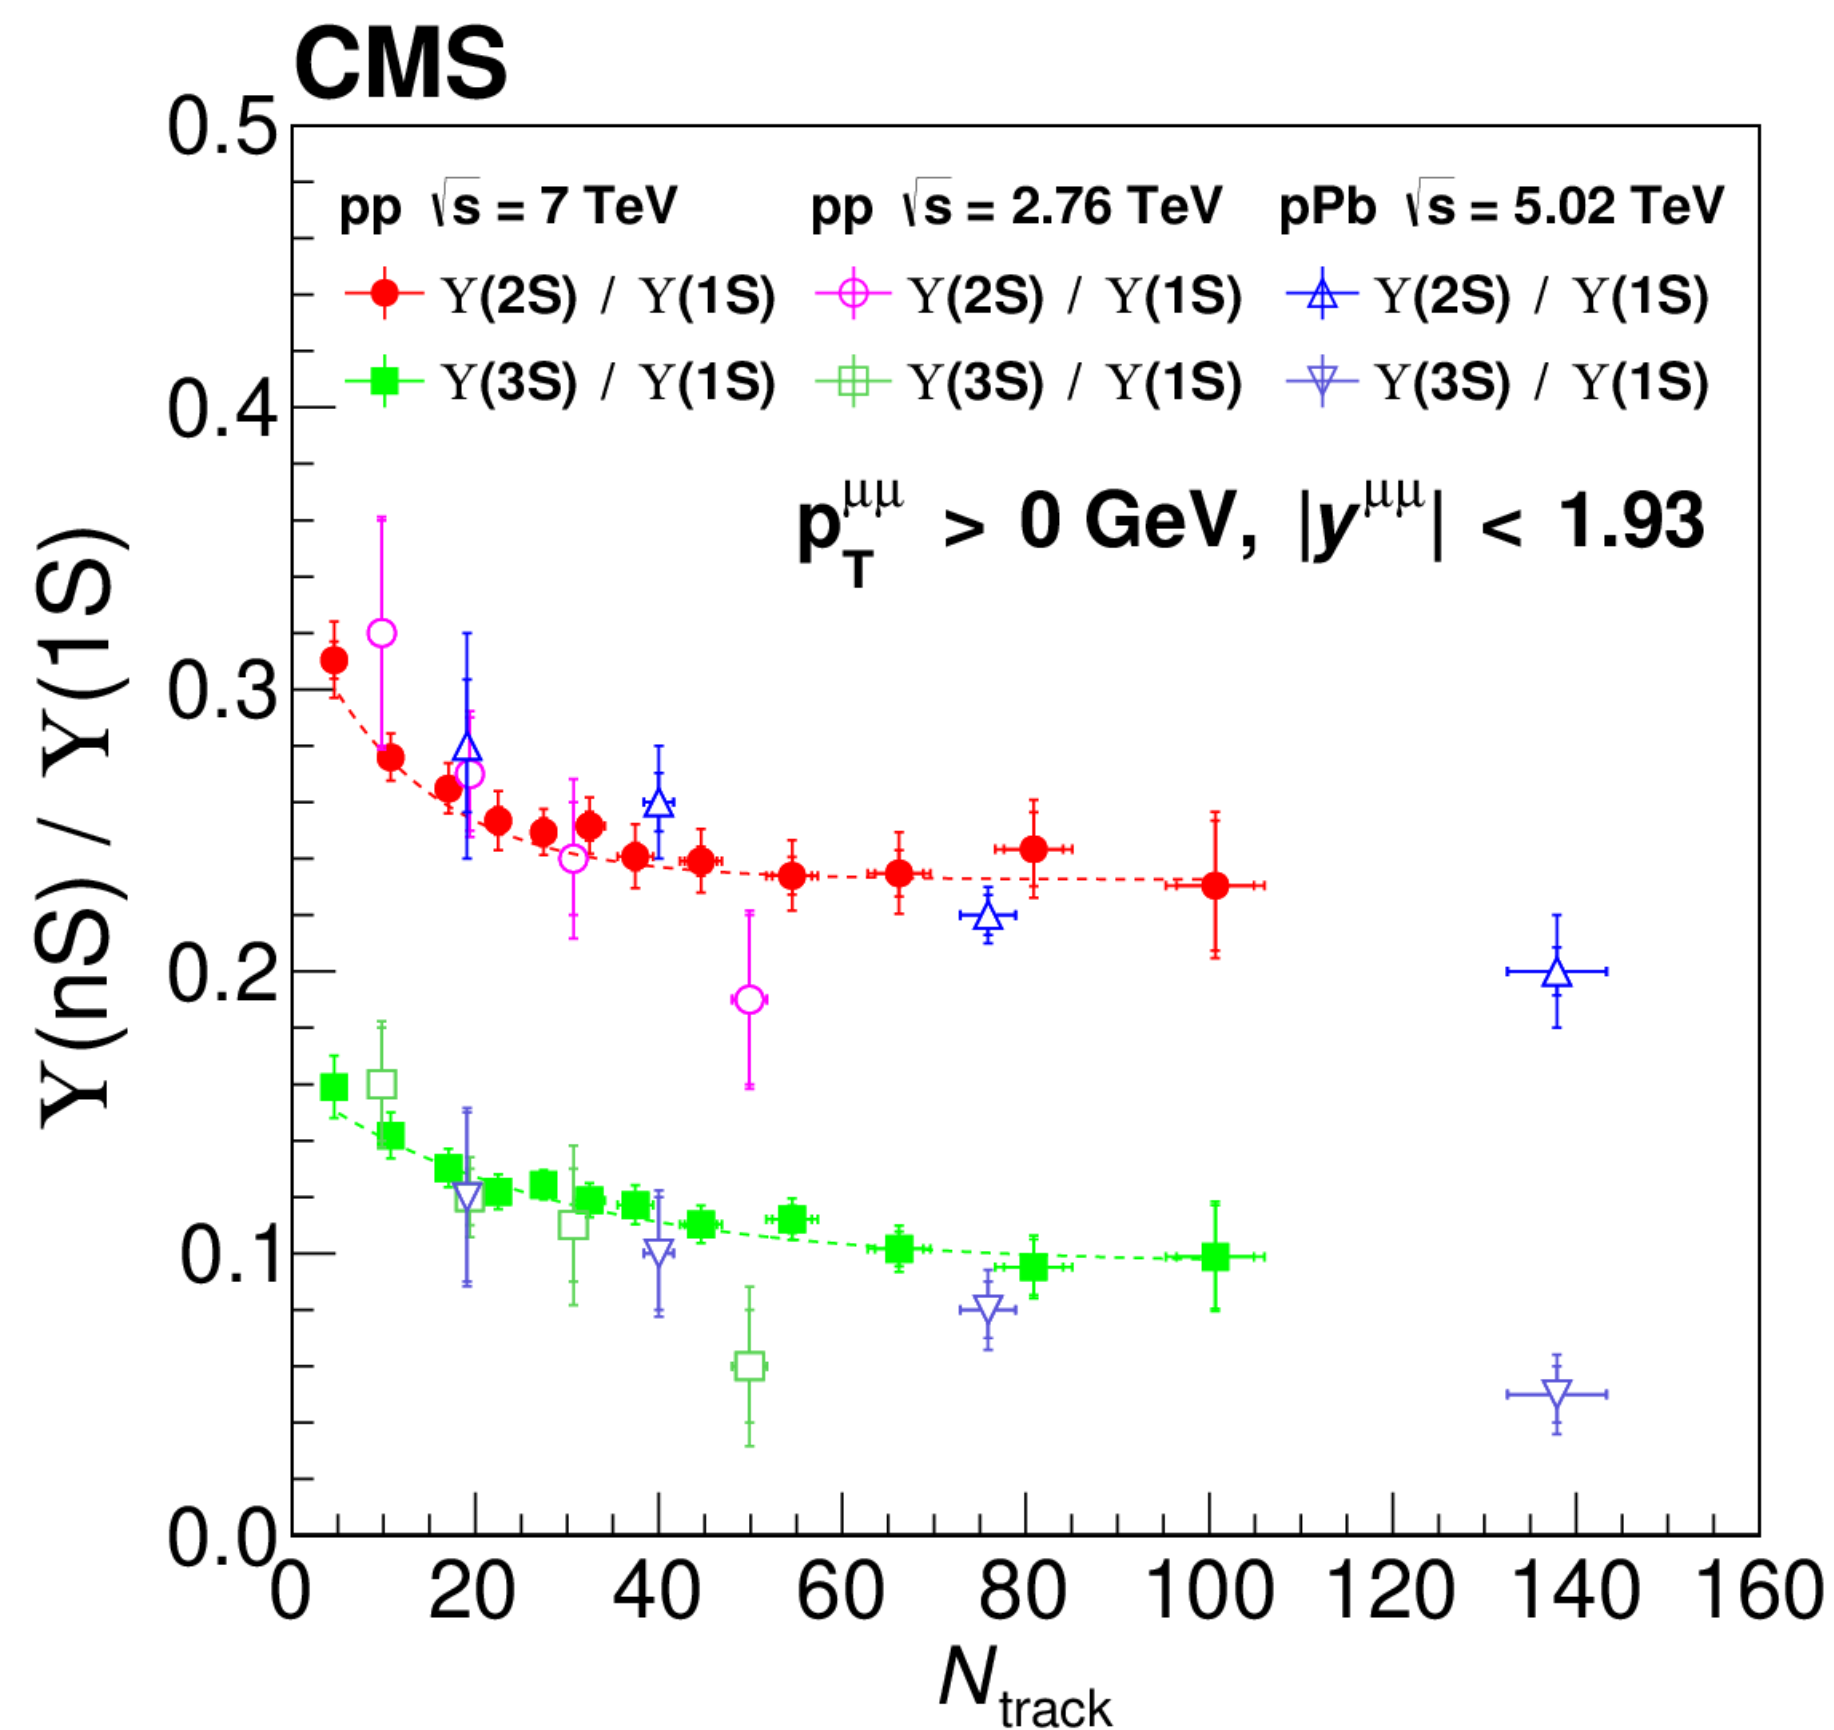 CMS
0.5
pp √s = 7 TeV pp √s = 2.76 TeV pPb √s = 5.02 TeV
ϒ(2S) / ϒ(1S) ϒ(2S) / ϒ(1S) ϒ(2S) / ϒ(1S)
ϒ(3S) / ϒ(1S) ϒ(3S) / ϒ(1S) ϒ(3S) / ϒ(1S)
0.4
p_T^μμ > 0 GeV, |y^μμ| < 1.93
ϒ(nS) / ϒ(1S)
0.3
0.2
0.1
0.0
0 20 40 60 80 100 120 140 160
N_track